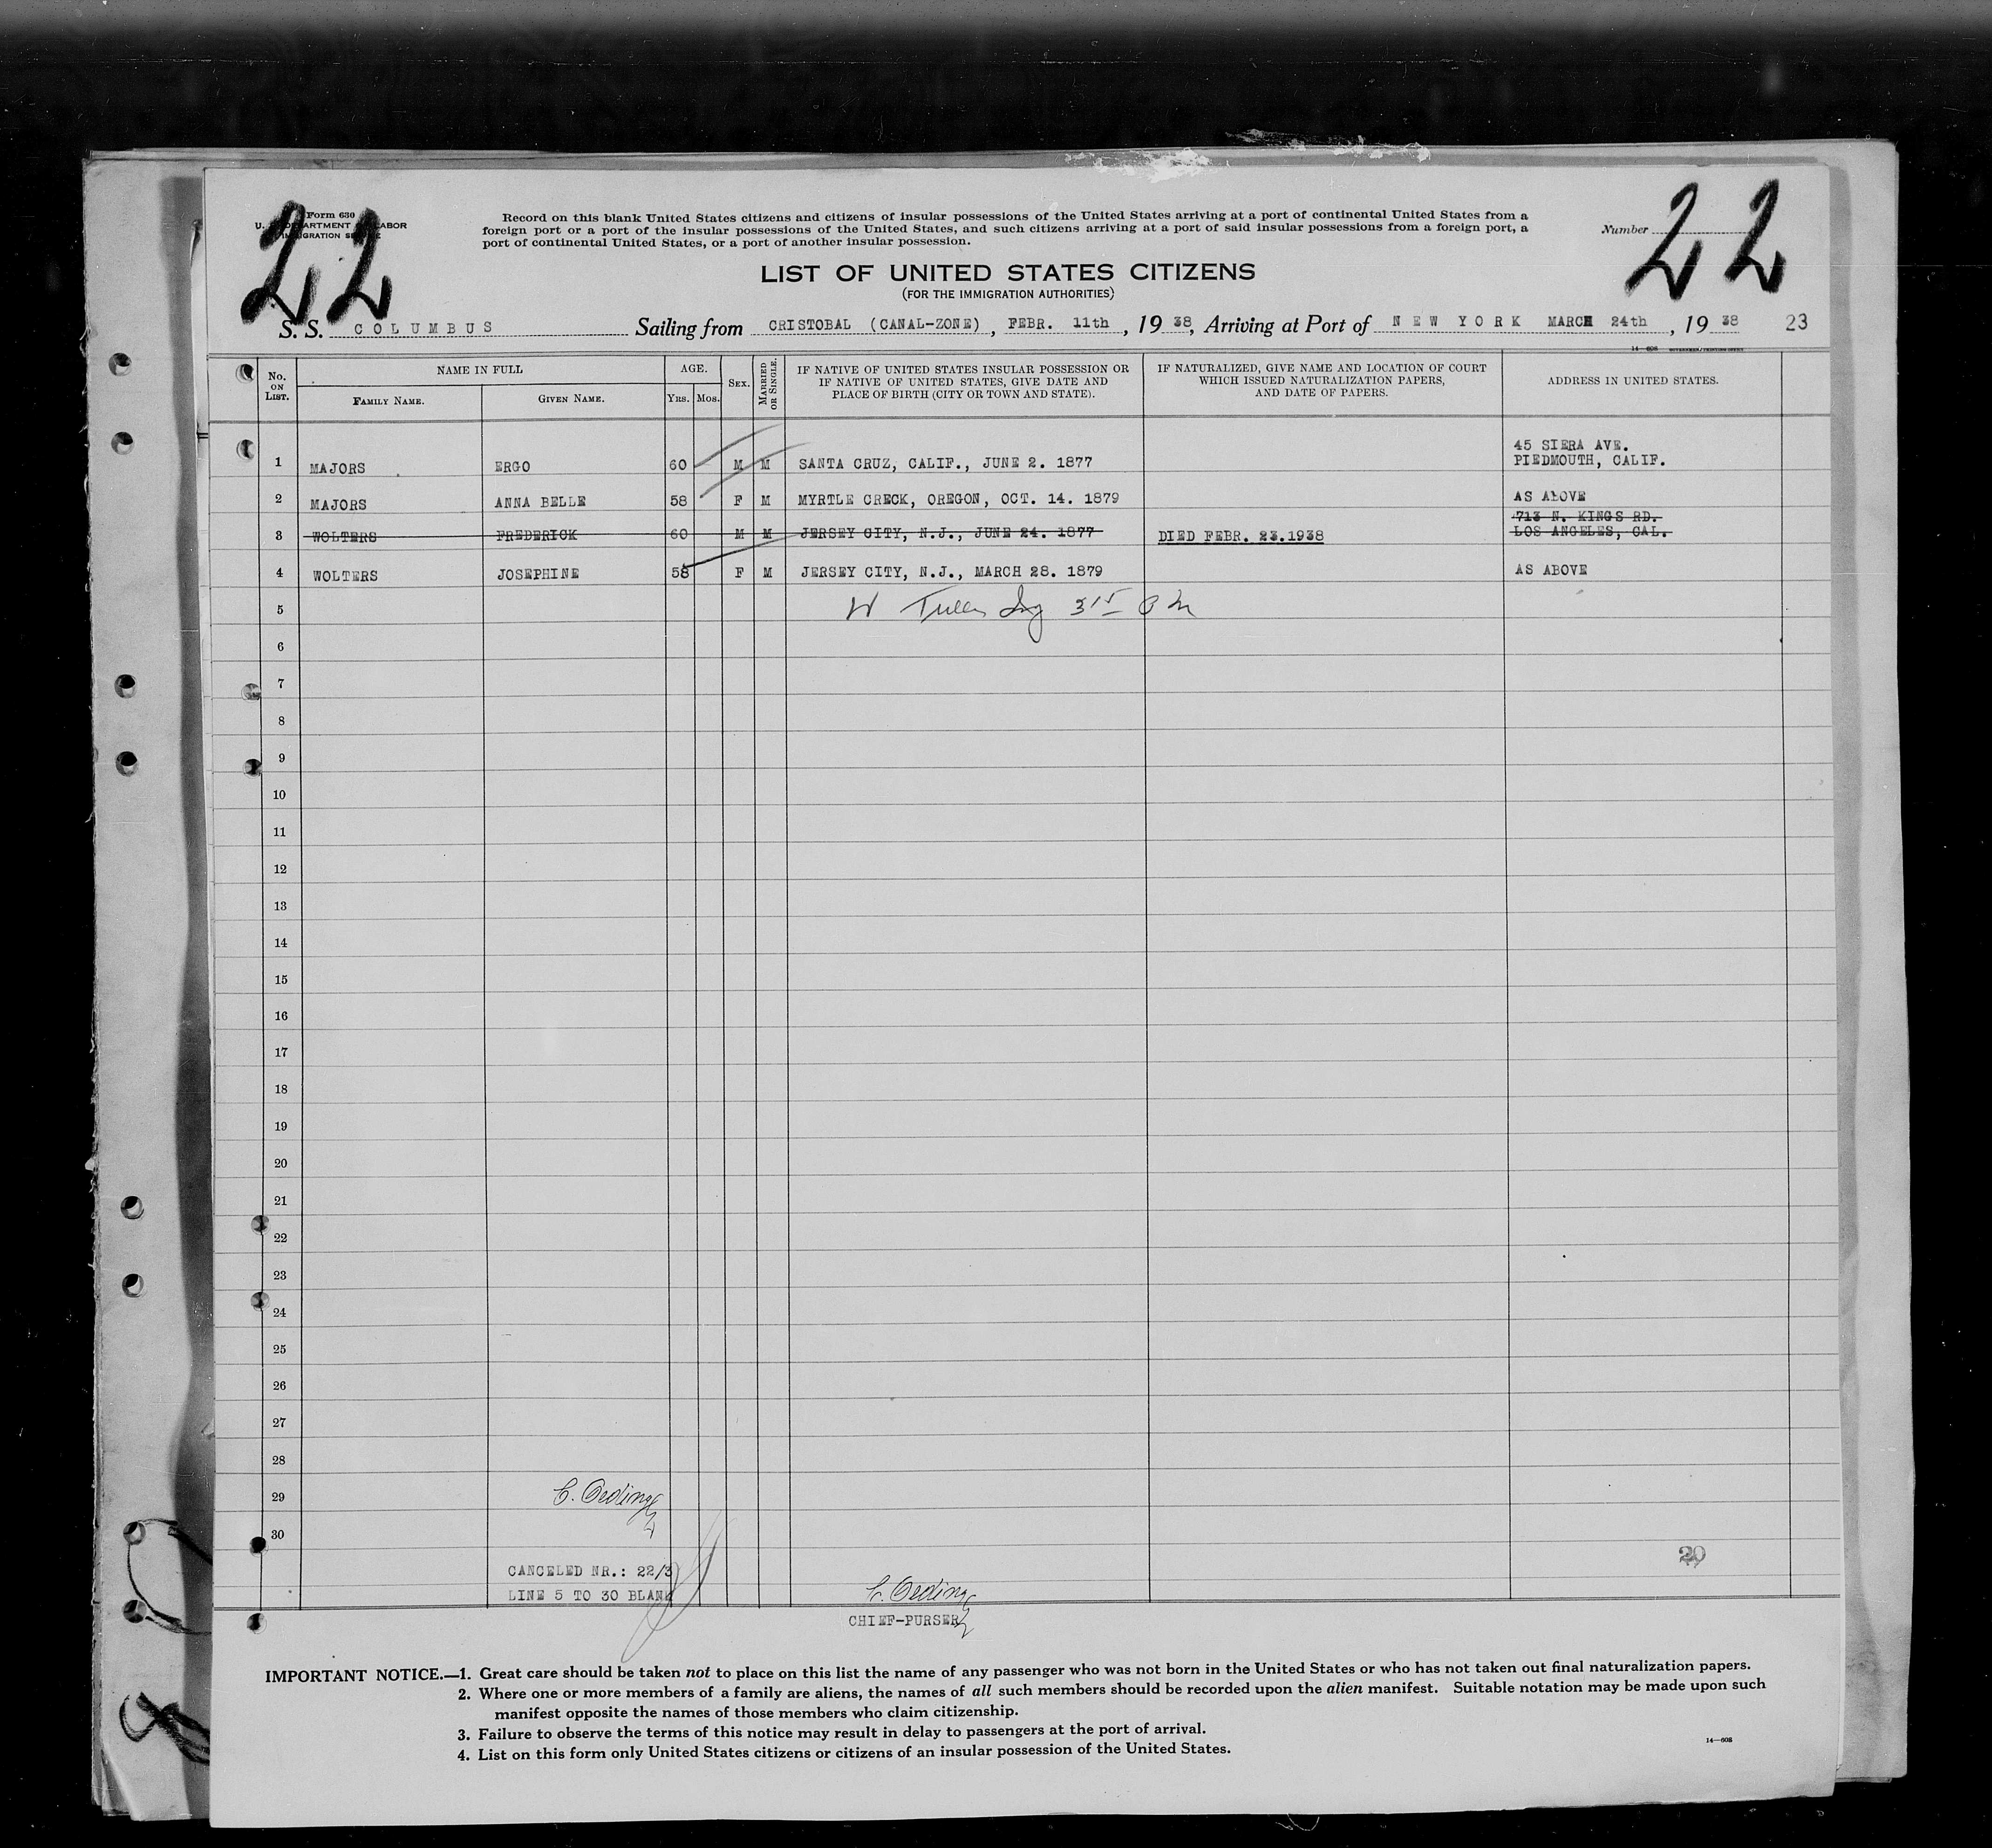 22
Form 630
U. S. DEPARTMENT OF LABOR
IMMIGRATION SERVICE
Record on this blank United States citizens and citizens of insular possessions of the United States arriving at a port of continental United States from a
foreign port or a port of the insular possessions of the United States, and such citizens arriving at a port of said insular possessions from a foreign port, a
port of continental United States, or a port of another insular possession.
Number 22
LIST OF UNITED STATES CITIZENS
(FOR THE IMMIGRATION AUTHORITIES)
S. S. COLUMBUS Sailing from CRISTOBAL (CANAL-ZONE), FEBR. 11th, 1938, Arriving at Port of NEW YORK MARCH 24th, 1938 23
14—608 GOVERNMENT PRINTING OFFICE
No. ON LIST. NAME IN FULL AGE. SEX. MARRIED OR SINGLE. IF NATIVE OF UNITED STATES INSULAR POSSESSION OR IF NATIVE OF UNITED STATES, GIVE DATE AND PLACE OF BIRTH (CITY OR TOWN AND STATE). IF NATURALIZED, GIVE NAME AND LOCATION OF COURT WHICH ISSUED NATURALIZATION PAPERS, AND DATE OF PAPERS. ADDRESS IN UNITED STATES.
FAMILY NAME. GIVEN NAME. YRS. MOS.
1 MAJORS ERGO 60 M M SANTA CRUZ, CALIF., JUNE 2. 1877 45 SIERA AVE. PIEDMOUTH, CALIF.
2 MAJORS ANNA BELLE 58 F M MYRTLE CRECK, OREGON, OCT. 14. 1879 AS ABOVE
3 WOLTERS FREDERICK 60 M M JERSEY CITY, N.J., JUNE 24. 1877 DIED FEBR. 23.1938 713 N. KINGS RD. LOS ANGELES, CAL.
4 WOLTERS JOSEPHINE 58 F M JERSEY CITY, N.J., MARCH 28. 1879 AS ABOVE
5
6
7
8
9
10
11
12
13
14
15
16
17
18
19
20
21
22
23
24
25
26
27
28
29 C. Oeding
30
20
CANCELED NR.: 22/3
LINE 5 TO 30 BLANK
C. Oeding
CHIEF-PURSER
IMPORTANT NOTICE.—1. Great care should be taken not to place on this list the name of any passenger who was not born in the United States or who has not taken out final naturalization papers.
2. Where one or more members of a family are aliens, the names of all such members should be recorded upon the alien manifest. Suitable notation may be made upon such
manifest opposite the names of those members who claim citizenship.
3. Failure to observe the terms of this notice may result in delay to passengers at the port of arrival.
4. List on this form only United States citizens or citizens of an insular possession of the United States.
14—608